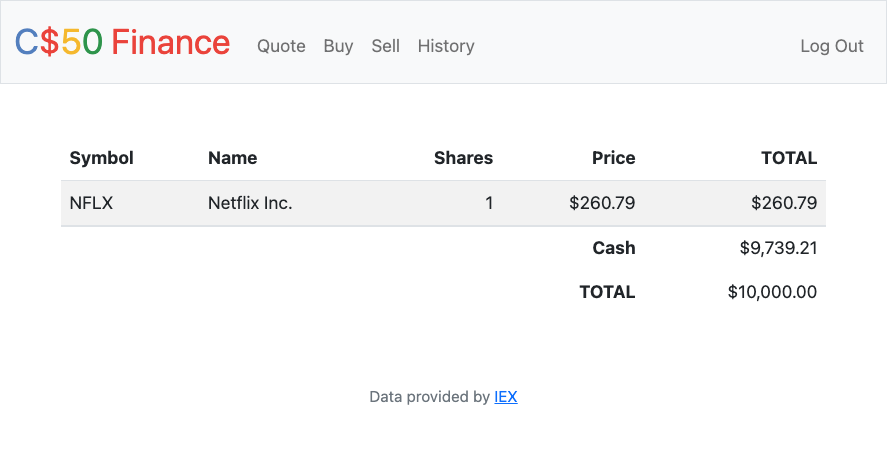 C$50 Finance Quote Buy Sell History Log Out
Symbol Name Shares Price TOTAL
NFLX Netflix Inc. 1 $260.79 $260.79
Cash $9,739.21
TOTAL $10,000.00
Data provided by IEX